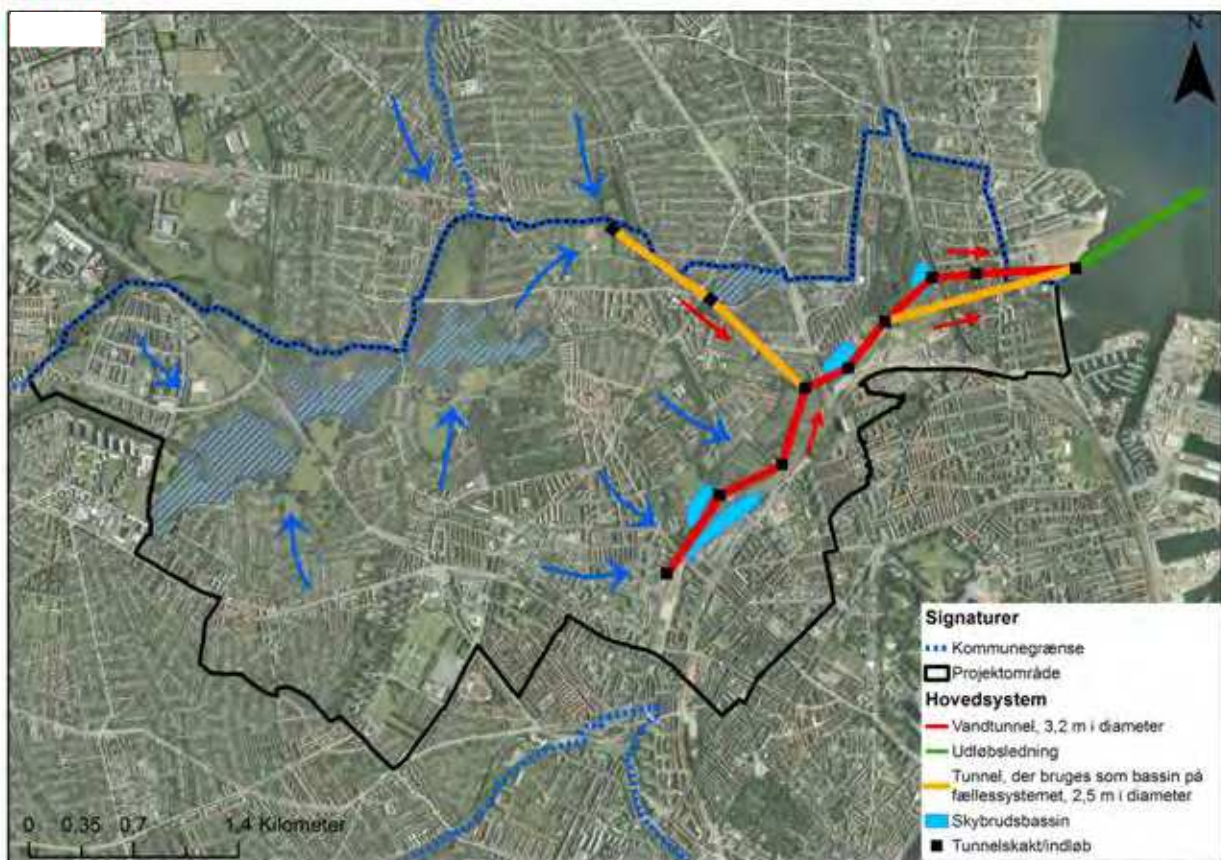 Z
Signaturer
Kommunegrænse
Projektområde
Hovedsystem
Vandtunnel, 3,2 m i diameter
Udløbsledning
Tunnel, der bruges som bassin på
fællessystemet, 2,5 m i diameter
Skybrudsbassin
Tunnelskakt/indløb
0 0,35 0,7 1,4 Kilometer